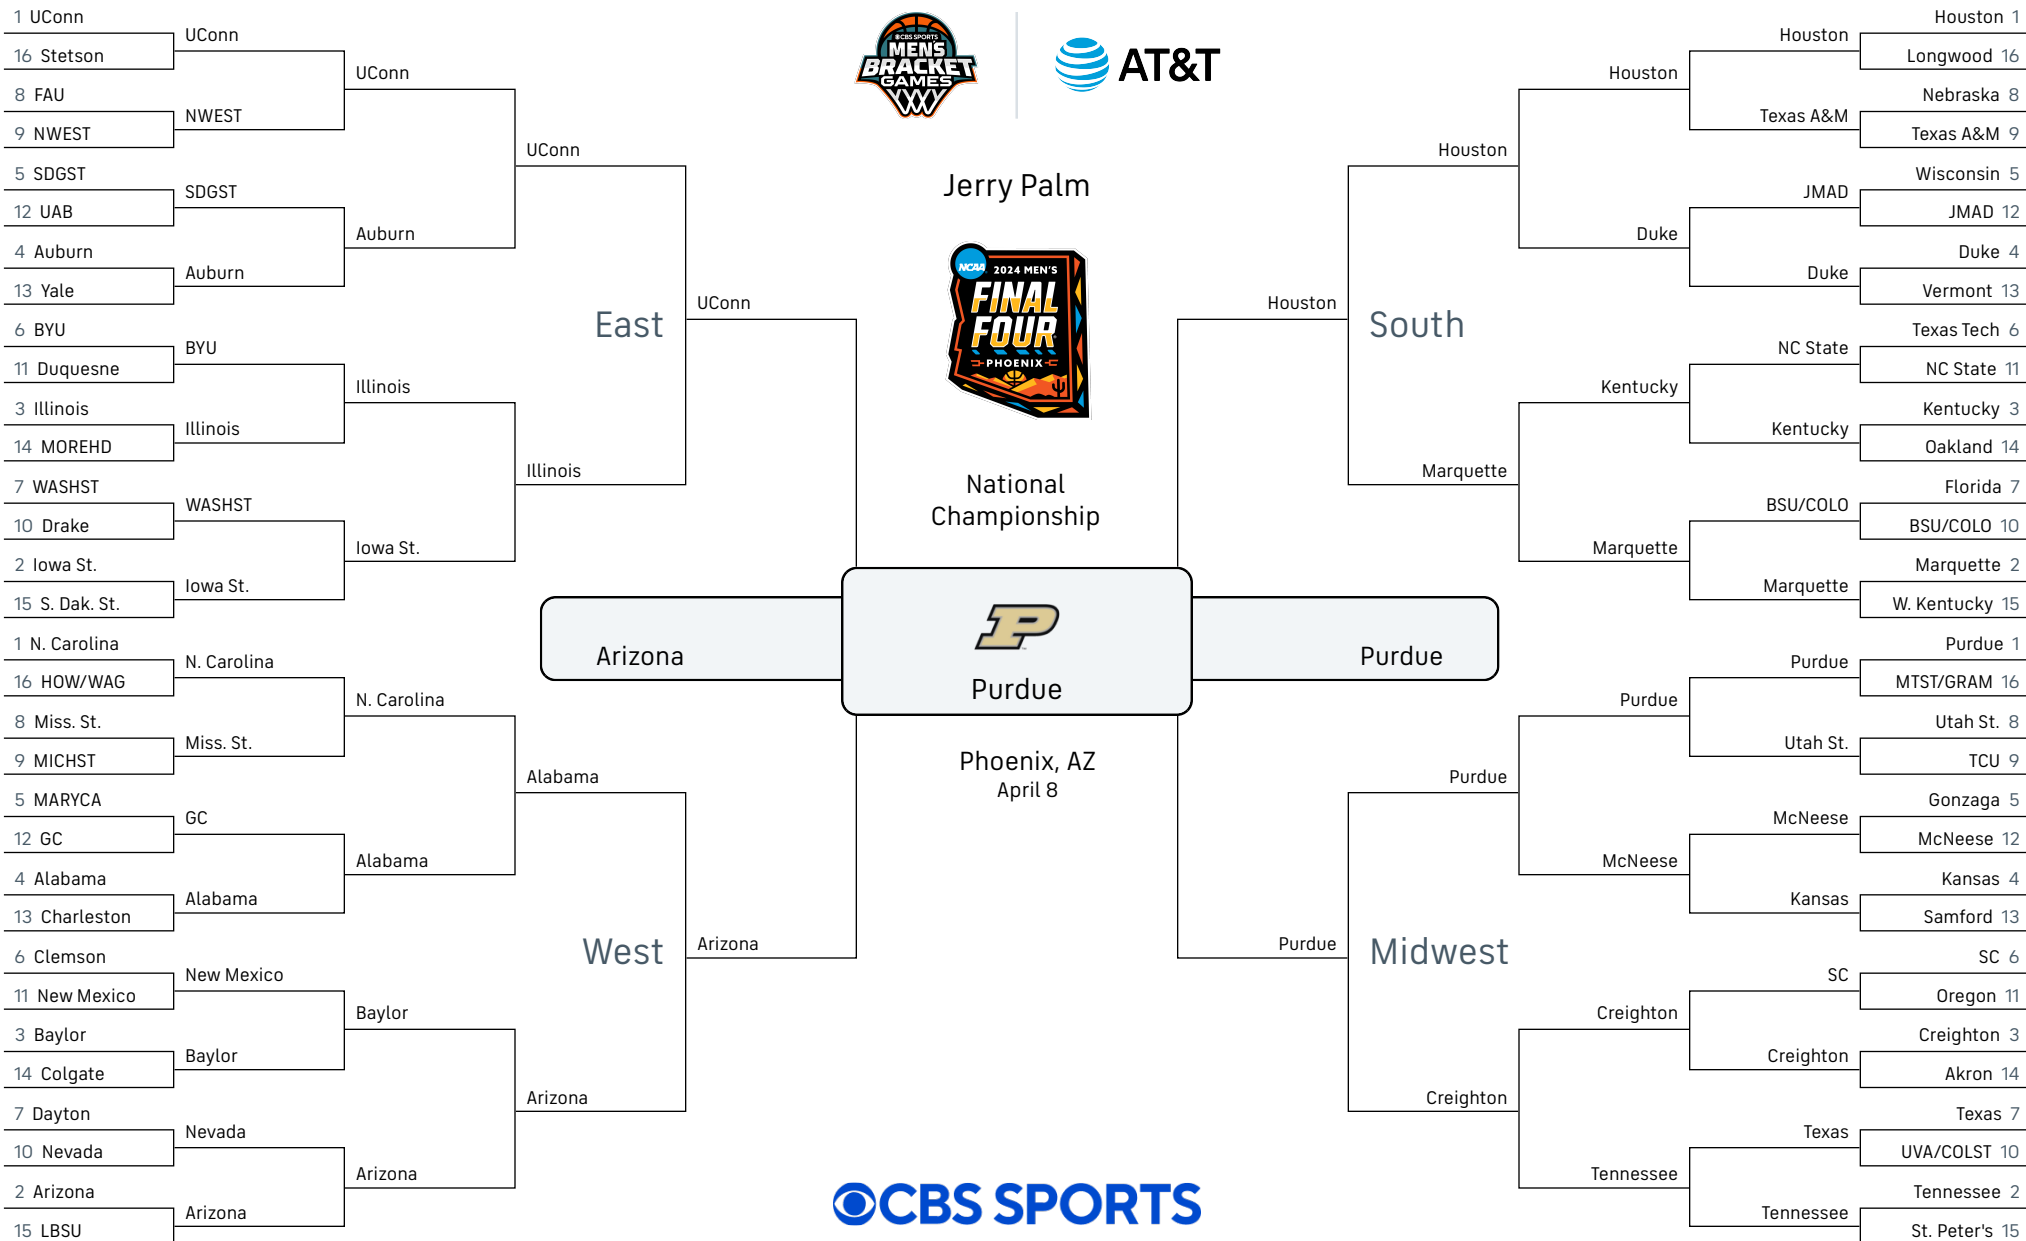 1 UConn
16 Stetson
8 FAU
9 NWEST
5 SDGST
12 UAB
4 Auburn
13 Yale
6 BYU
11 Duquesne
3 Illinois
14 MOREHD
7 WASHST
10 Drake
2 Iowa St.
15 S. Dak. St.
1 N. Carolina
16 HOW/WAG
8 Miss. St.
9 MICHST
5 MARYCA
12 GC
4 Alabama
13 Charleston
6 Clemson
11 New Mexico
3 Baylor
14 Colgate
7 Dayton
10 Nevada
2 Arizona
15 LBSU
UConn
NWEST
SDGST
Auburn
BYU
Illinois
WASHST
Iowa St.
N. Carolina
Miss. St.
GC
Alabama
New Mexico
Baylor
Nevada
Arizona
UConn
Auburn
Illinois
Iowa St.
N. Carolina
Alabama
Baylor
Arizona
UConn
Illinois
Alabama
Arizona
East
West
UConn
Arizona
Arizona
CBS SPORTS
MEN'S
BRACKET
GAMES
AT&T
Jerry Palm
NCAA
2024 MEN'S
FINAL
FOUR
PHOENIX
National
Championship
P
Purdue
Phoenix, AZ
April 8
CBS SPORTS
Purdue
Houston
Purdue
South
Midwest
Houston
Marquette
Purdue
Creighton
Houston
Duke
Kentucky
Marquette
Purdue
McNeese
Creighton
Tennessee
Houston
Texas A&M
JMAD
Duke
NC State
Kentucky
BSU/COLO
Marquette
Purdue
Utah St.
McNeese
Kansas
SC
Creighton
Texas
Tennessee
Houston 1
Longwood 16
Nebraska 8
Texas A&M 9
Wisconsin 5
JMAD 12
Duke 4
Vermont 13
Texas Tech 6
NC State 11
Kentucky 3
Oakland 14
Florida 7
BSU/COLO 10
Marquette 2
W. Kentucky 15
Purdue 1
MTST/GRAM 16
Utah St. 8
TCU 9
Gonzaga 5
McNeese 12
Kansas 4
Samford 13
SC 6
Oregon 11
Creighton 3
Akron 14
Texas 7
UVA/COLST 10
Tennessee 2
St. Peter's 15